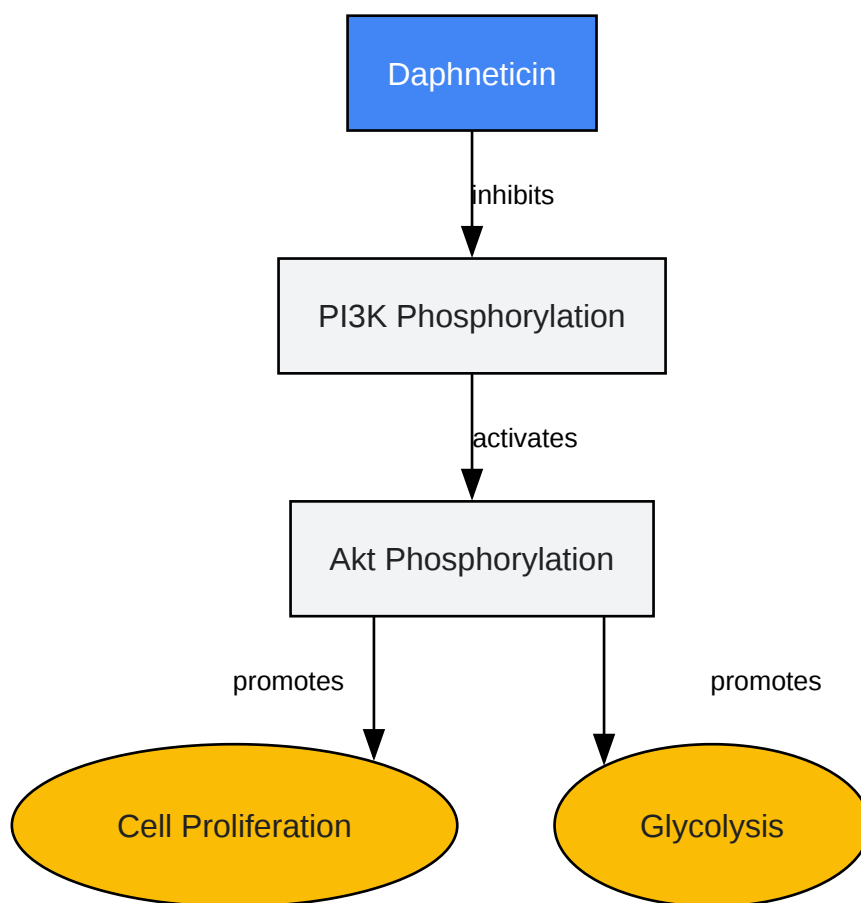 Daphneticin
inhibits
PI3K Phosphorylation
activates
Akt Phosphorylation
promotes
promotes
Cell Proliferation
Glycolysis